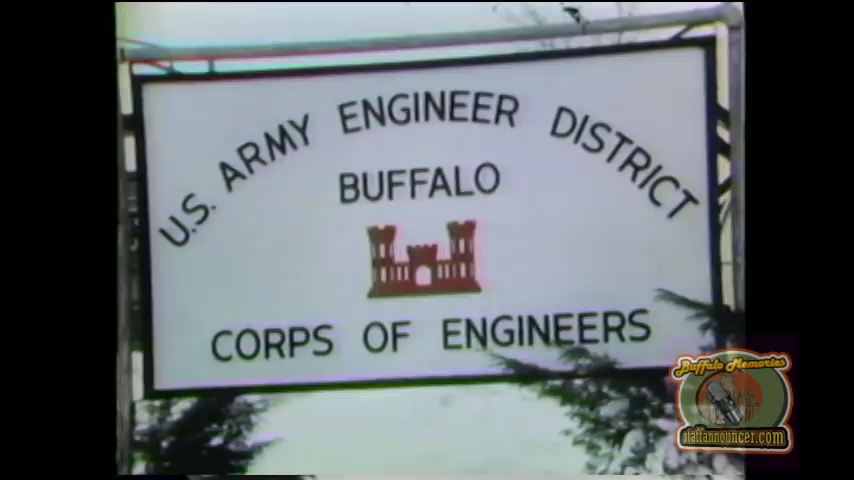 U.S. ARMY ENGINEER DISTRICT
BUFFALO
CORPS OF ENGINEERS
Buffalo Memories
staffannouncer.com